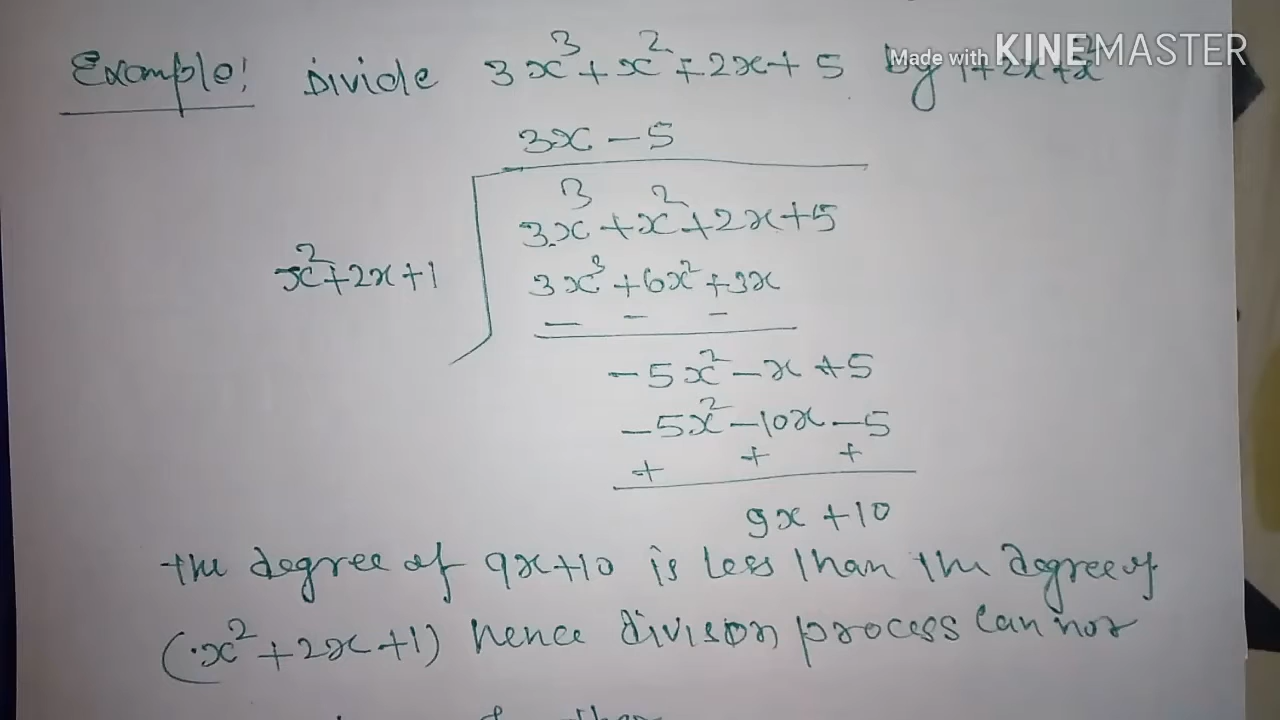 Example! Divide 3x³+x²+2x+5 by 1+2x+x²
Made with KINEMASTER
3x-5
3x³+x²+2x+5
x²+2x+1
3x³+6x²+3x
- - -
-5x²-x+5
-5x²-10x-5
+ + +
9x+10
the degree of 9x+10 is less than the degree of
(x²+2x+1) hence division process can not